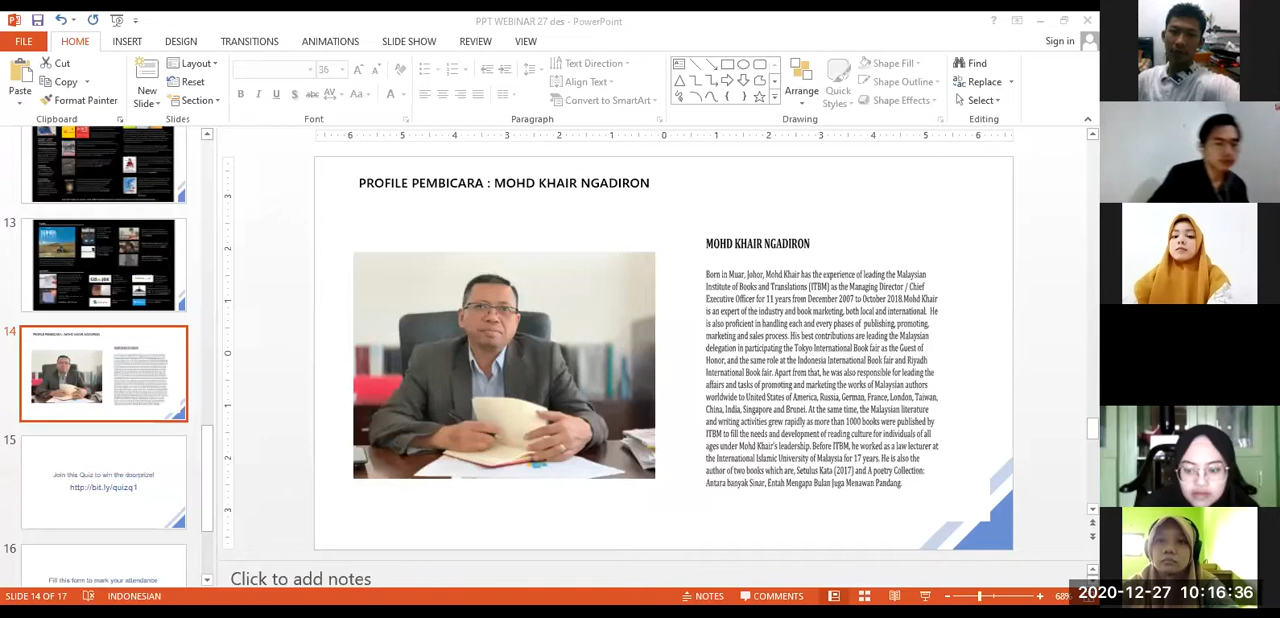 PPT WEBINAR 27 des - PowerPoint
FILE HOME INSERT DESIGN TRANSITIONS ANIMATIONS SLIDE SHOW REVIEW VIEW
Sign in
Paste
Cut
Copy
Format Painter
Clipboard
New Slide
Layout
Reset
Section
Slides
36
Font
Text Direction
Align Text
Convert to SmartArt
Paragraph
Arrange
Quick Styles
Shape Fill
Shape Outline
Shape Effects
Drawing
Find
Replace
Select
Editing
13
14
15
Join this Quiz to win the doorprize!
http://bit.ly/quizq1
16
Fill this form to mark your attendance
PROFILE PEMBICARA : MOHD KHAIR NGADIRON
MOHD KHAIR NGADIRON
Born in Muar, Johor, Mohd Khair has the experience of leading the Malaysian
Institute of Books and Translations (ITBM) as the Managing Director / Chief
Executive Officer for 11 years from December 2007 to October 2018.Mohd Khair
is an expert of the industry and book marketing, both local and international. He
is also proficient in handling each and every phases of publishing, promoting,
marketing and sales process. His best contributions are leading the Malaysian
delegation in participating the Tokyo International Book fair as the Guest of
Honor, and the same role at the Indonesia International Book fair and Riyadh
International Book fair. Apart from that, he was also responsible for leading the
affairs and tasks of promoting and marketing the works of Malaysian authors
worldwide to United States of America, Russia, German, France, London, Taiwan,
China, India, Singapore and Brunei. At the same time, the Malaysian literature
and writing activities grew rapidly as more than 1000 books were published by
ITBM to fill the needs and development of reading culture for individuals of all
ages under Mohd Khair's leadership. Before ITBM, he worked as a law lecturer at
the International Islamic University of Malaysia for 17 years. He is also the
author of two books which are, Setulus Kata (2017) and A poetry Collection:
Antara banyak Sinar, Entah Mengapa Bulan Juga Menawan Pandang.
Click to add notes
SLIDE 14 OF 17 INDONESIAN NOTES COMMENTS 68%
2020-12-27 10:16:36